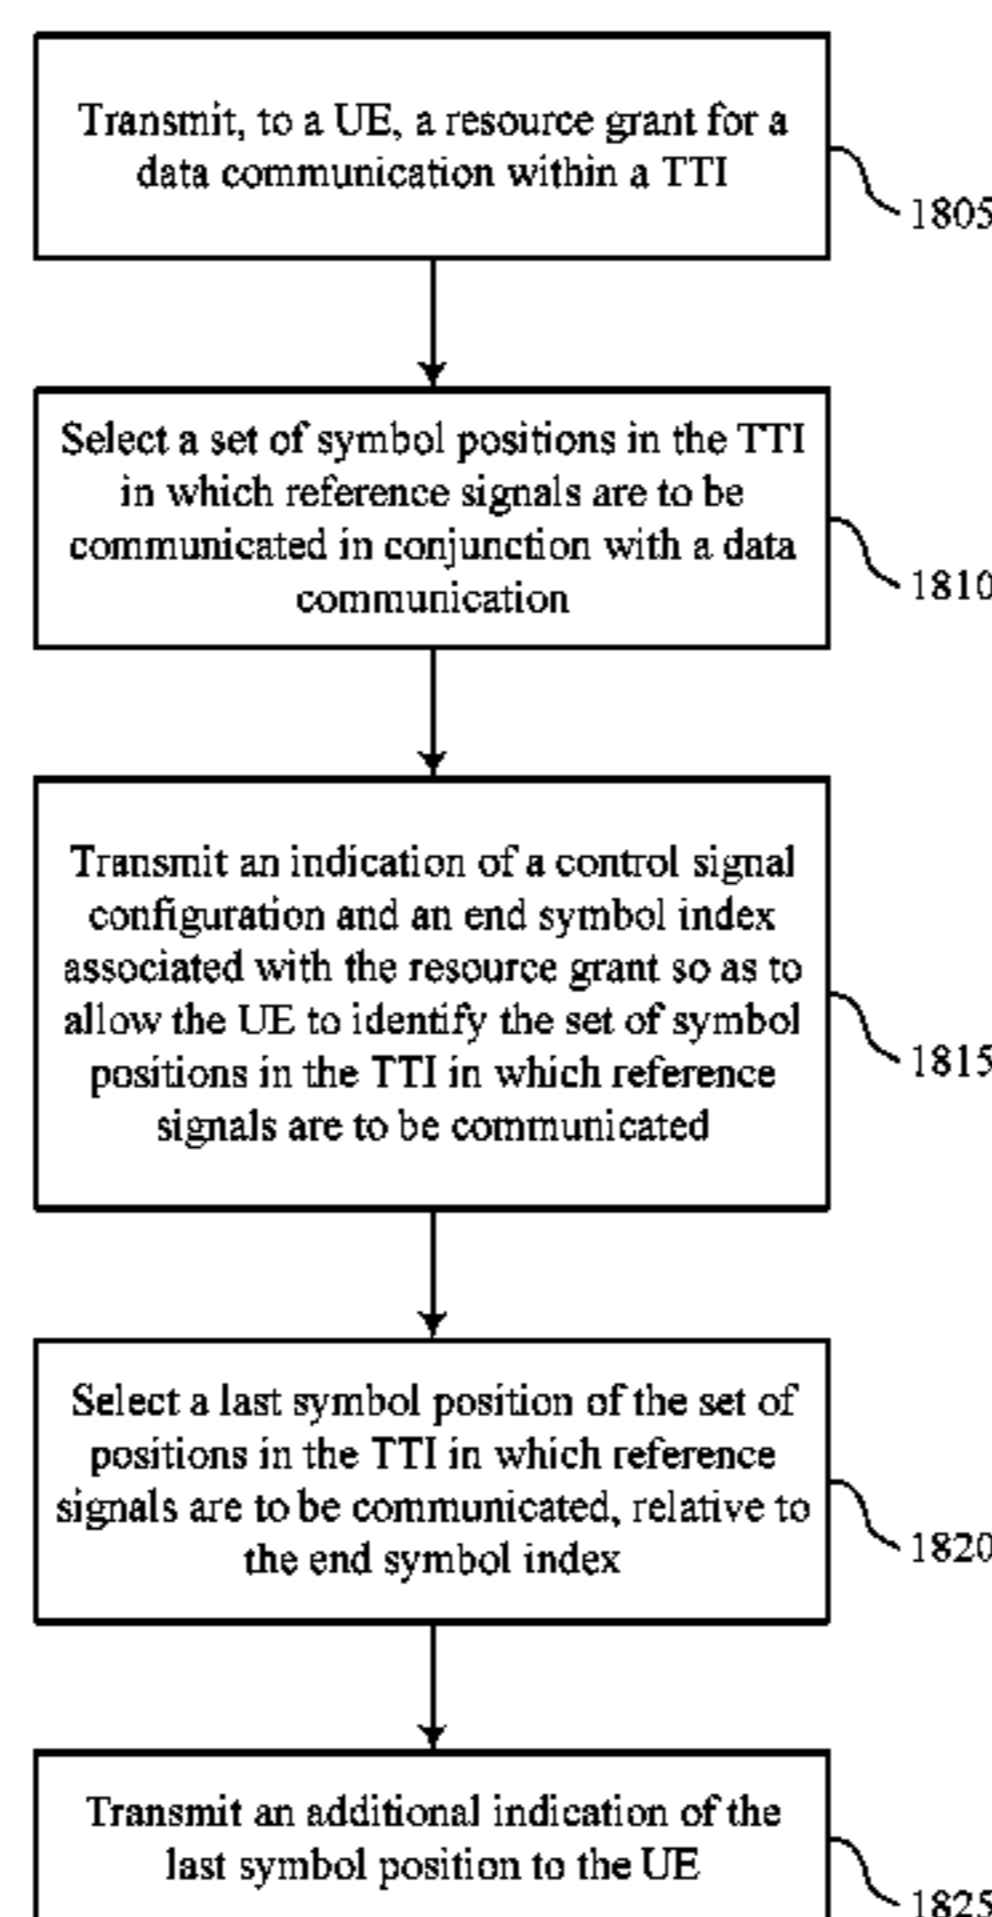 Transmit, to a UE, a resource grant for a
data communication within a TTI
1805
Select a set of symbol positions in the TTI
in which reference signals are to be
communicated in conjunction with a data
communication
1810
Transmit an indication of a control signal
configuration and an end symbol index
associated with the resource grant so as to
allow the UE to identify the set of symbol
positions in the TTI in which reference
signals are to be communicated
1815
Select a last symbol position of the set of
positions in the TTI in which reference
signals are to be communicated, relative to
the end symbol index
1820
Transmit an additional indication of the
last symbol position to the UE
1825